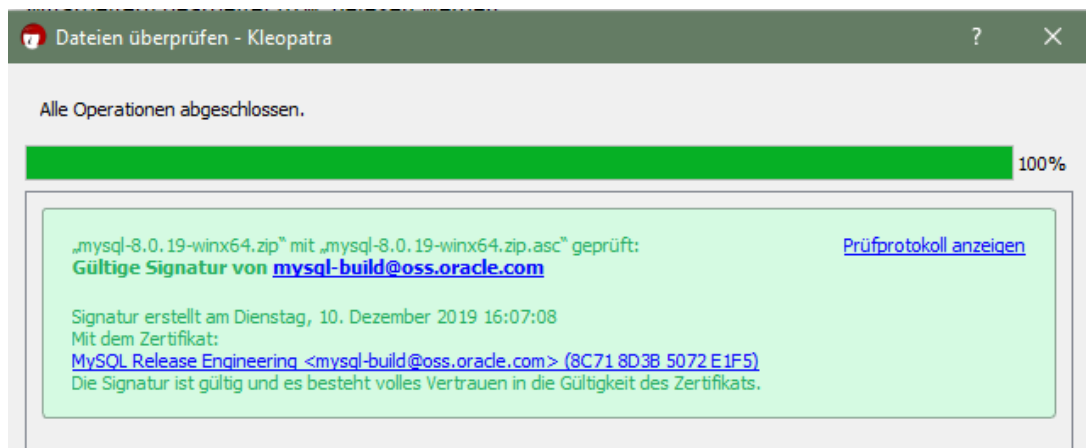 Dateien überprüfen - Kleopatra ?
Alle Operationen abgeschlossen.
100%
„mysql-8.0.19-winx64.zip“ mit „mysql-8.0.19-winx64.zip.asc“ geprüft: Prüfprotokoll anzeigen
Gültige Signatur von mysql-build@oss.oracle.com
Signatur erstellt am Dienstag, 10. Dezember 2019 16:07:08
Mit dem Zertifikat:
MySQL Release Engineering <mysql-build@oss.oracle.com> (8C71 8D3B 5072 E1F5)
Die Signatur ist gültig und es besteht volles Vertrauen in die Gültigkeit des Zertifikats.